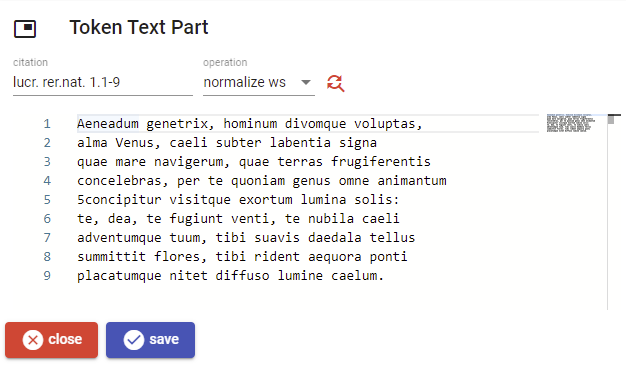 Token Text Part
citation
operation
lucr. rer.nat. 1.1-9
normalize ws
1 Aeneadum genetrix, hominum divomque voluptas,
2 alma Venus, caeli subter labentia signa
3 quae mare navigerum, quae terras frugiferentis
4 concelebras, per te quoniam genus omne animantum
5 5concipitur visitque exortum lumina solis:
6 te, dea, te fugiunt venti, te nubila caeli
7 adventumque tuum, tibi suavis daedala tellus
8 summittit flores, tibi rident aequora ponti
9 placatumque nitet diffuso lumine caelum.
close
save